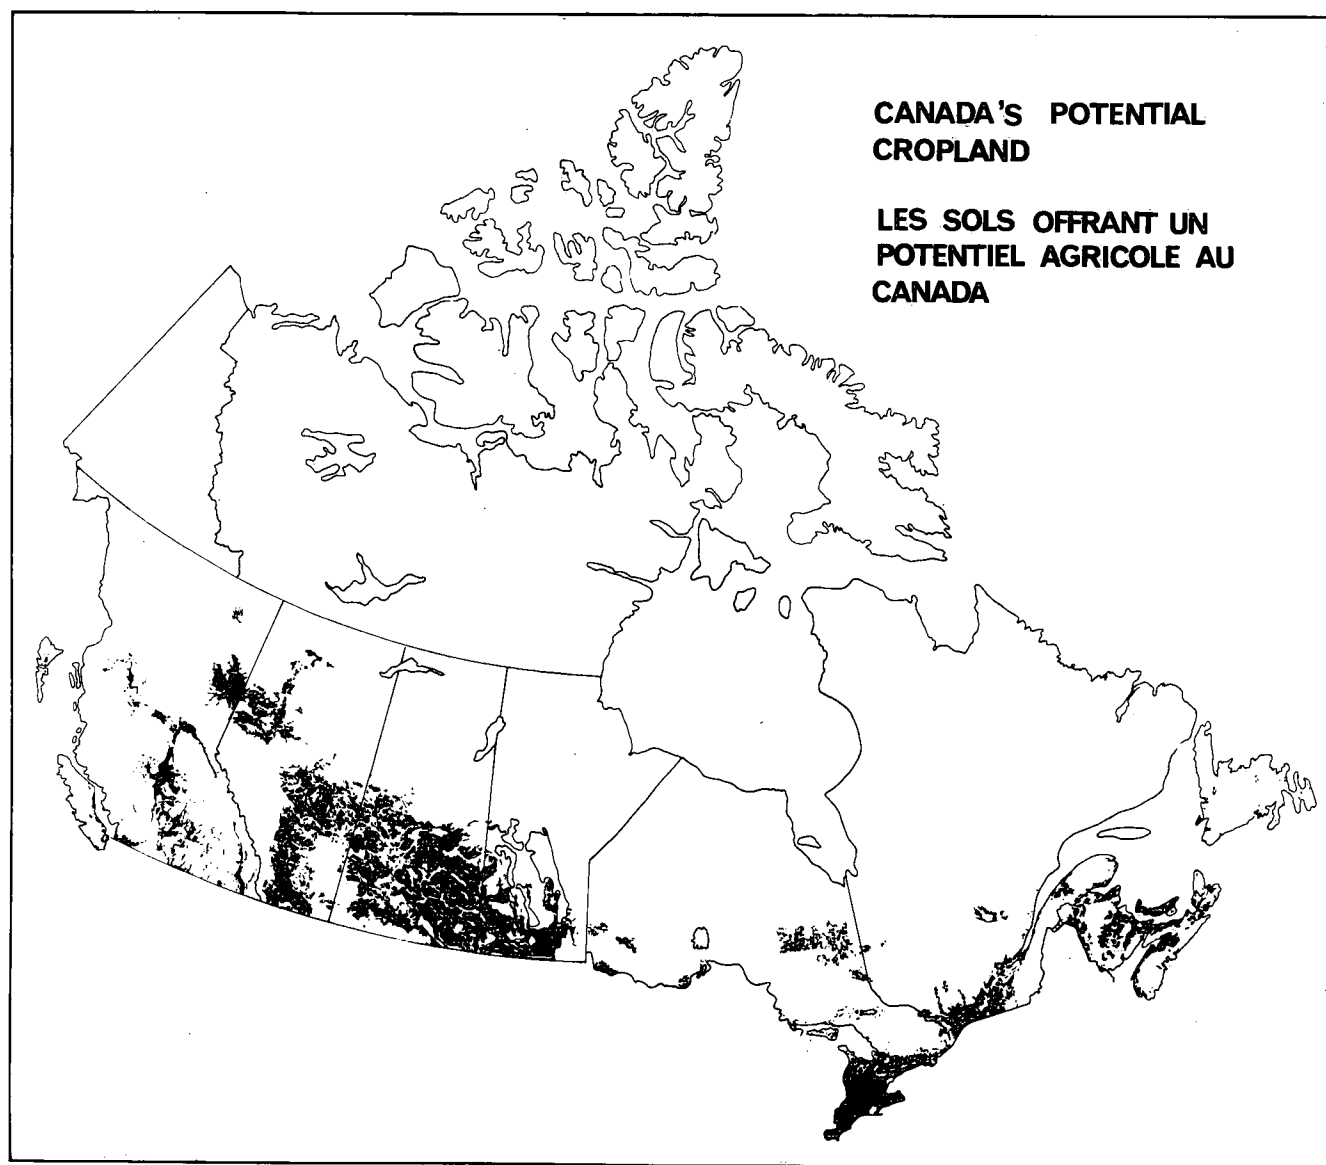 CANADA'S POTENTIAL
CROPLAND
LES SOLS OFFRANT UN
POTENTIEL AGRICOLE AU
CANADA